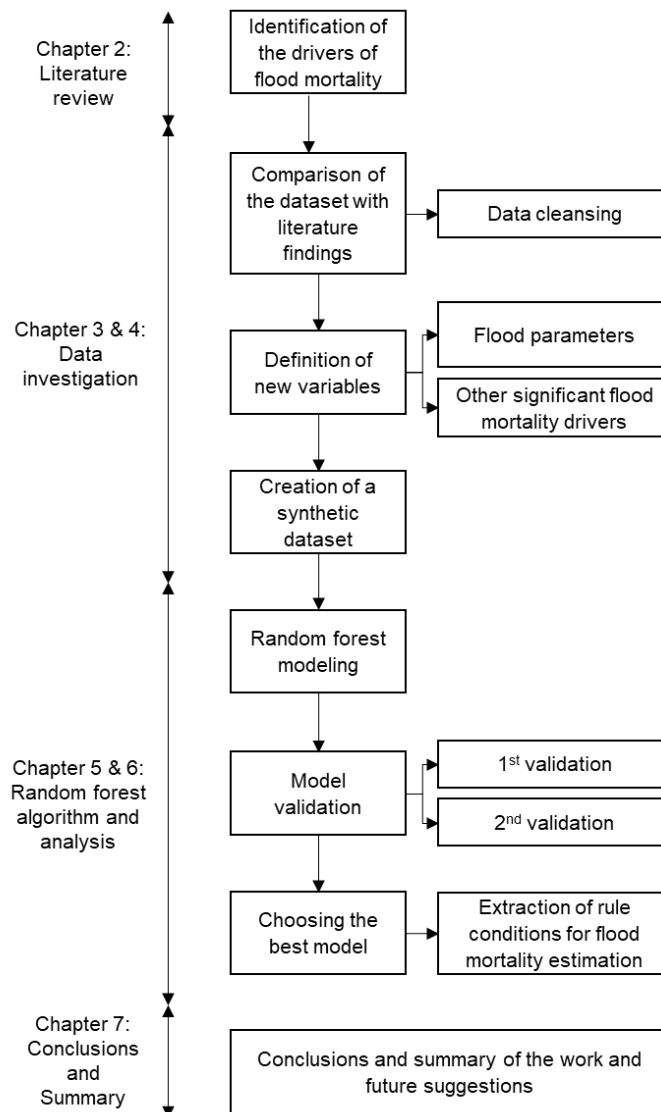 Chapter 2:
Literature
review
Identification of
the drivers of
flood mortality
Chapter 3 & 4:
Data
investigation
Comparison of
the dataset with
literature
findings
Data cleansing
Definition of
new variables
Flood parameters
Other significant flood
mortality drivers
Creation of a
synthetic
dataset
Chapter 5 & 6:
Random forest
algorithm and
analysis
Random forest
modeling
Model
validation
1st validation
2nd validation
Choosing the
best model
Extraction of rule
conditions for flood
mortality estimation
Chapter 7:
Conclusions
and
Summary
Conclusions and summary of the work and
future suggestions